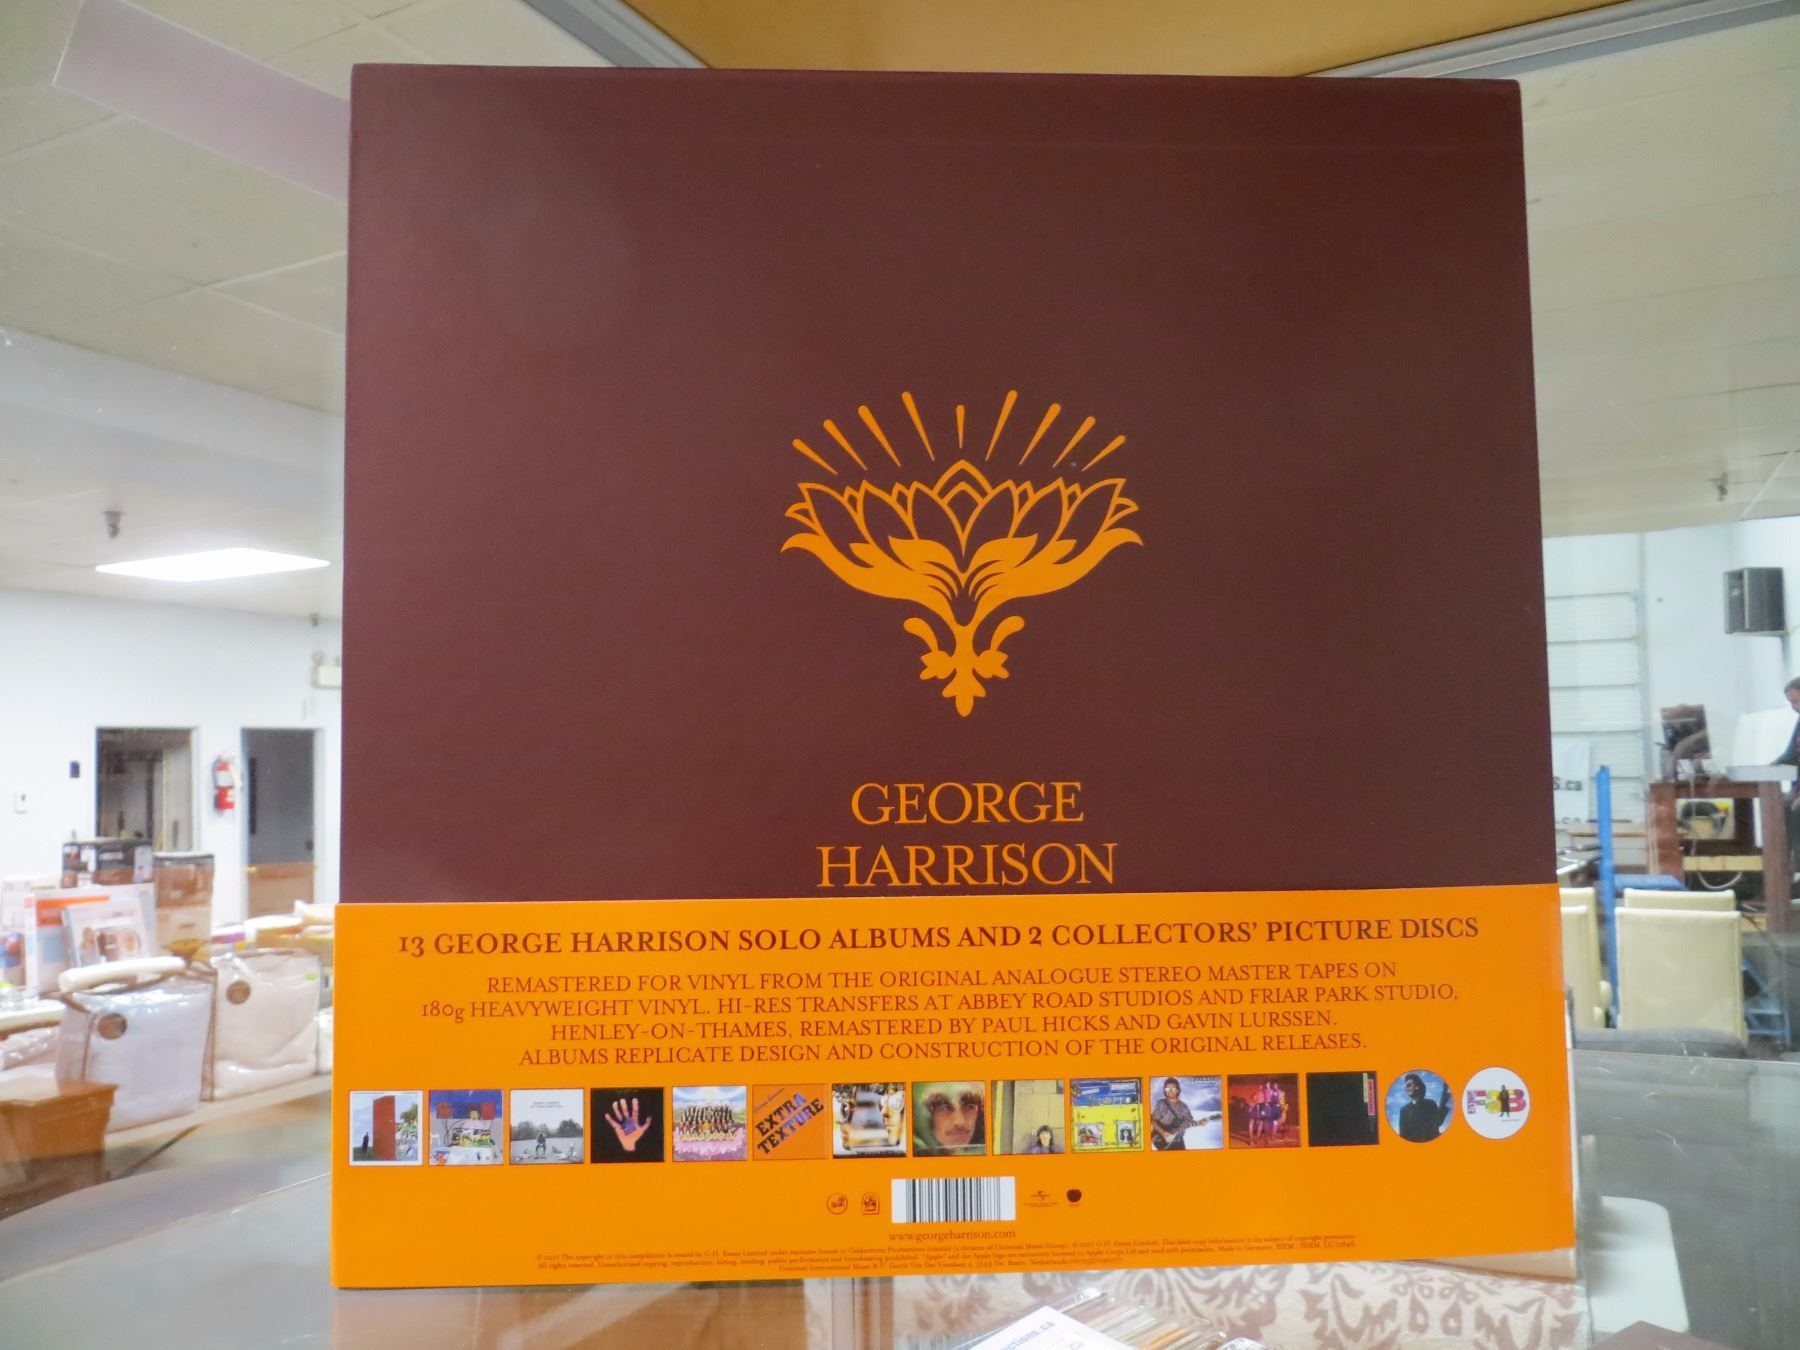 GEORGE
HARRISON
13 GEORGE HARRISON SOLO ALBUMS AND 2 COLLECTORS' PICTURE DISCS
REMASTERED FOR VINYL FROM THE ORIGINAL ANALOGUE STEREO MASTER TAPES ON
180g HEAVYWEIGHT VINYL. HI-RES TRANSFERS AT ABBEY ROAD STUDIOS AND FRIAR PARK STUDIO,
HENLEY-ON-THAMES, REMASTERED BY PAUL HICKS AND GAVIN LURSSEN.
ALBUMS REPLICATE DESIGN AND CONSTRUCTION OF THE ORIGINAL RELEASES.
EXTRA
TEXTURE
www.georgeharrison.com